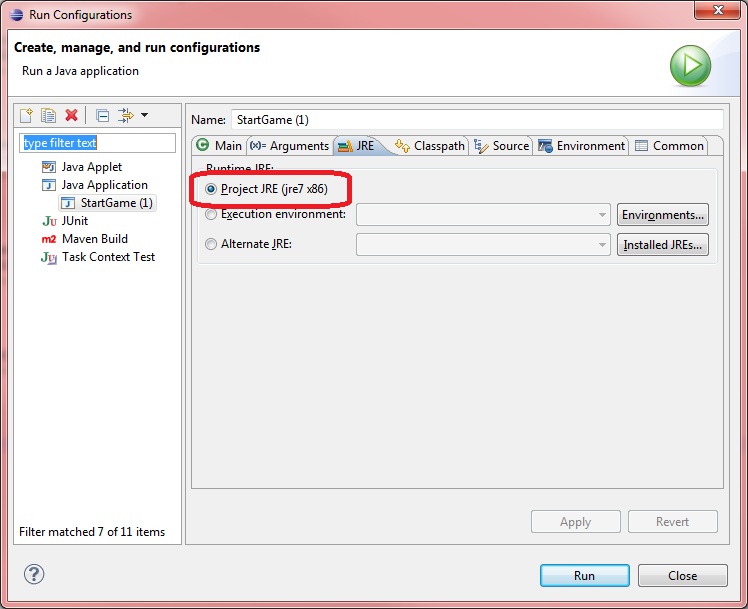 Run Configurations
Create, manage, and run configurations
Run a Java application
Name: StartGame (1)
type filter text
Main (x)= Arguments JRE Classpath Source Environment Common
Java Applet
Java Application
StartGame (1)
Ju JUnit
m2 Maven Build
Ju Task Context Test
Runtime JRE:
Project JRE (jre7 x86)
Execution environment: Environments...
Alternate JRE: Installed JREs...
Filter matched 7 of 11 items
Apply Revert
? Run Close